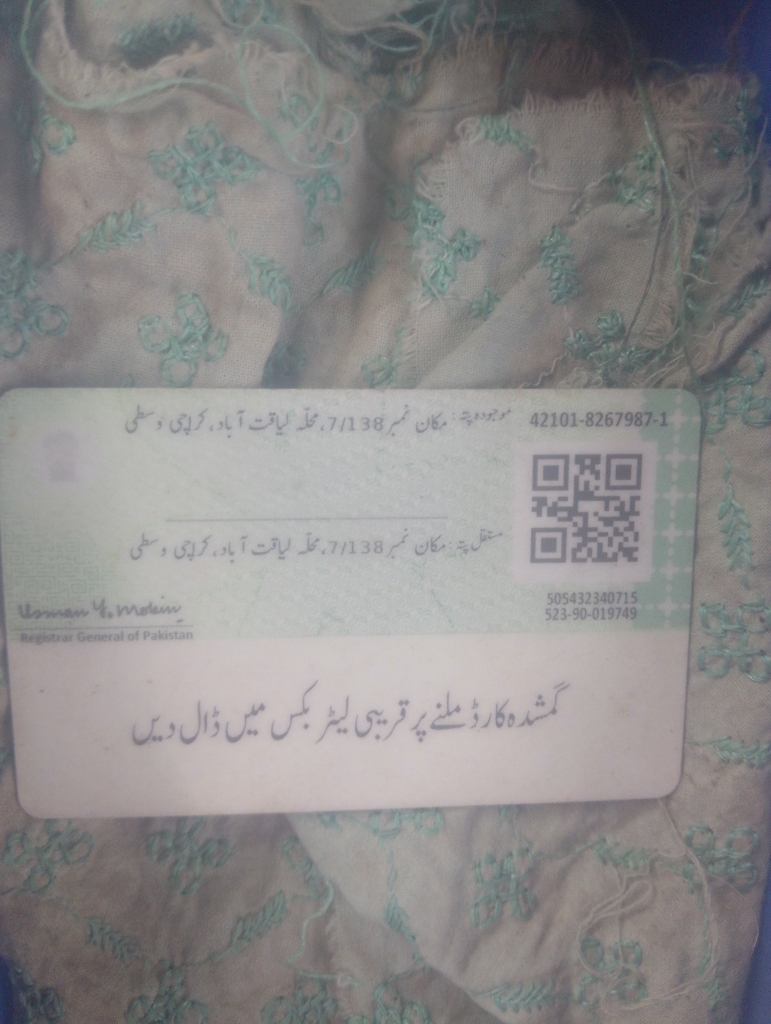 42101-8267987-1
موجودہ پتہ: مکان نمبر 7/138، محلّہ لیاقت آباد، کراچی وسطی
مستقل پتہ: مکان نمبر 7/138، محلّہ لیاقت آباد، کراچی وسطی
505432340715
523-90-019749
Usman Y. Mobin
Registrar General of Pakistan
گمشدہ کارڈ ملنے پر قریبی لیٹر بکس میں ڈال دیں